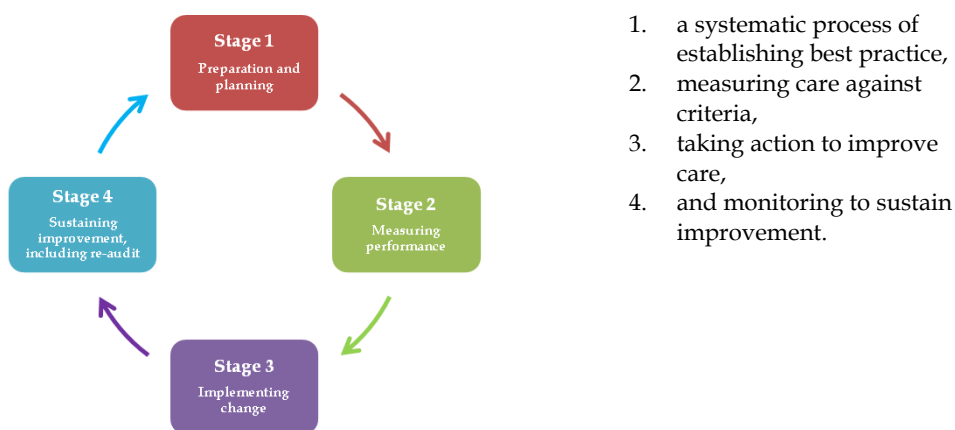 Stage 1
Preparation and
planning
Stage 2
Measuring
performance
Stage 3
Implementing
change
Stage 4
Sustaining
improvement,
including re-audit
1. a systematic process of
establishing best practice,
2. measuring care against
criteria,
3. taking action to improve
care,
4. and monitoring to sustain
improvement.